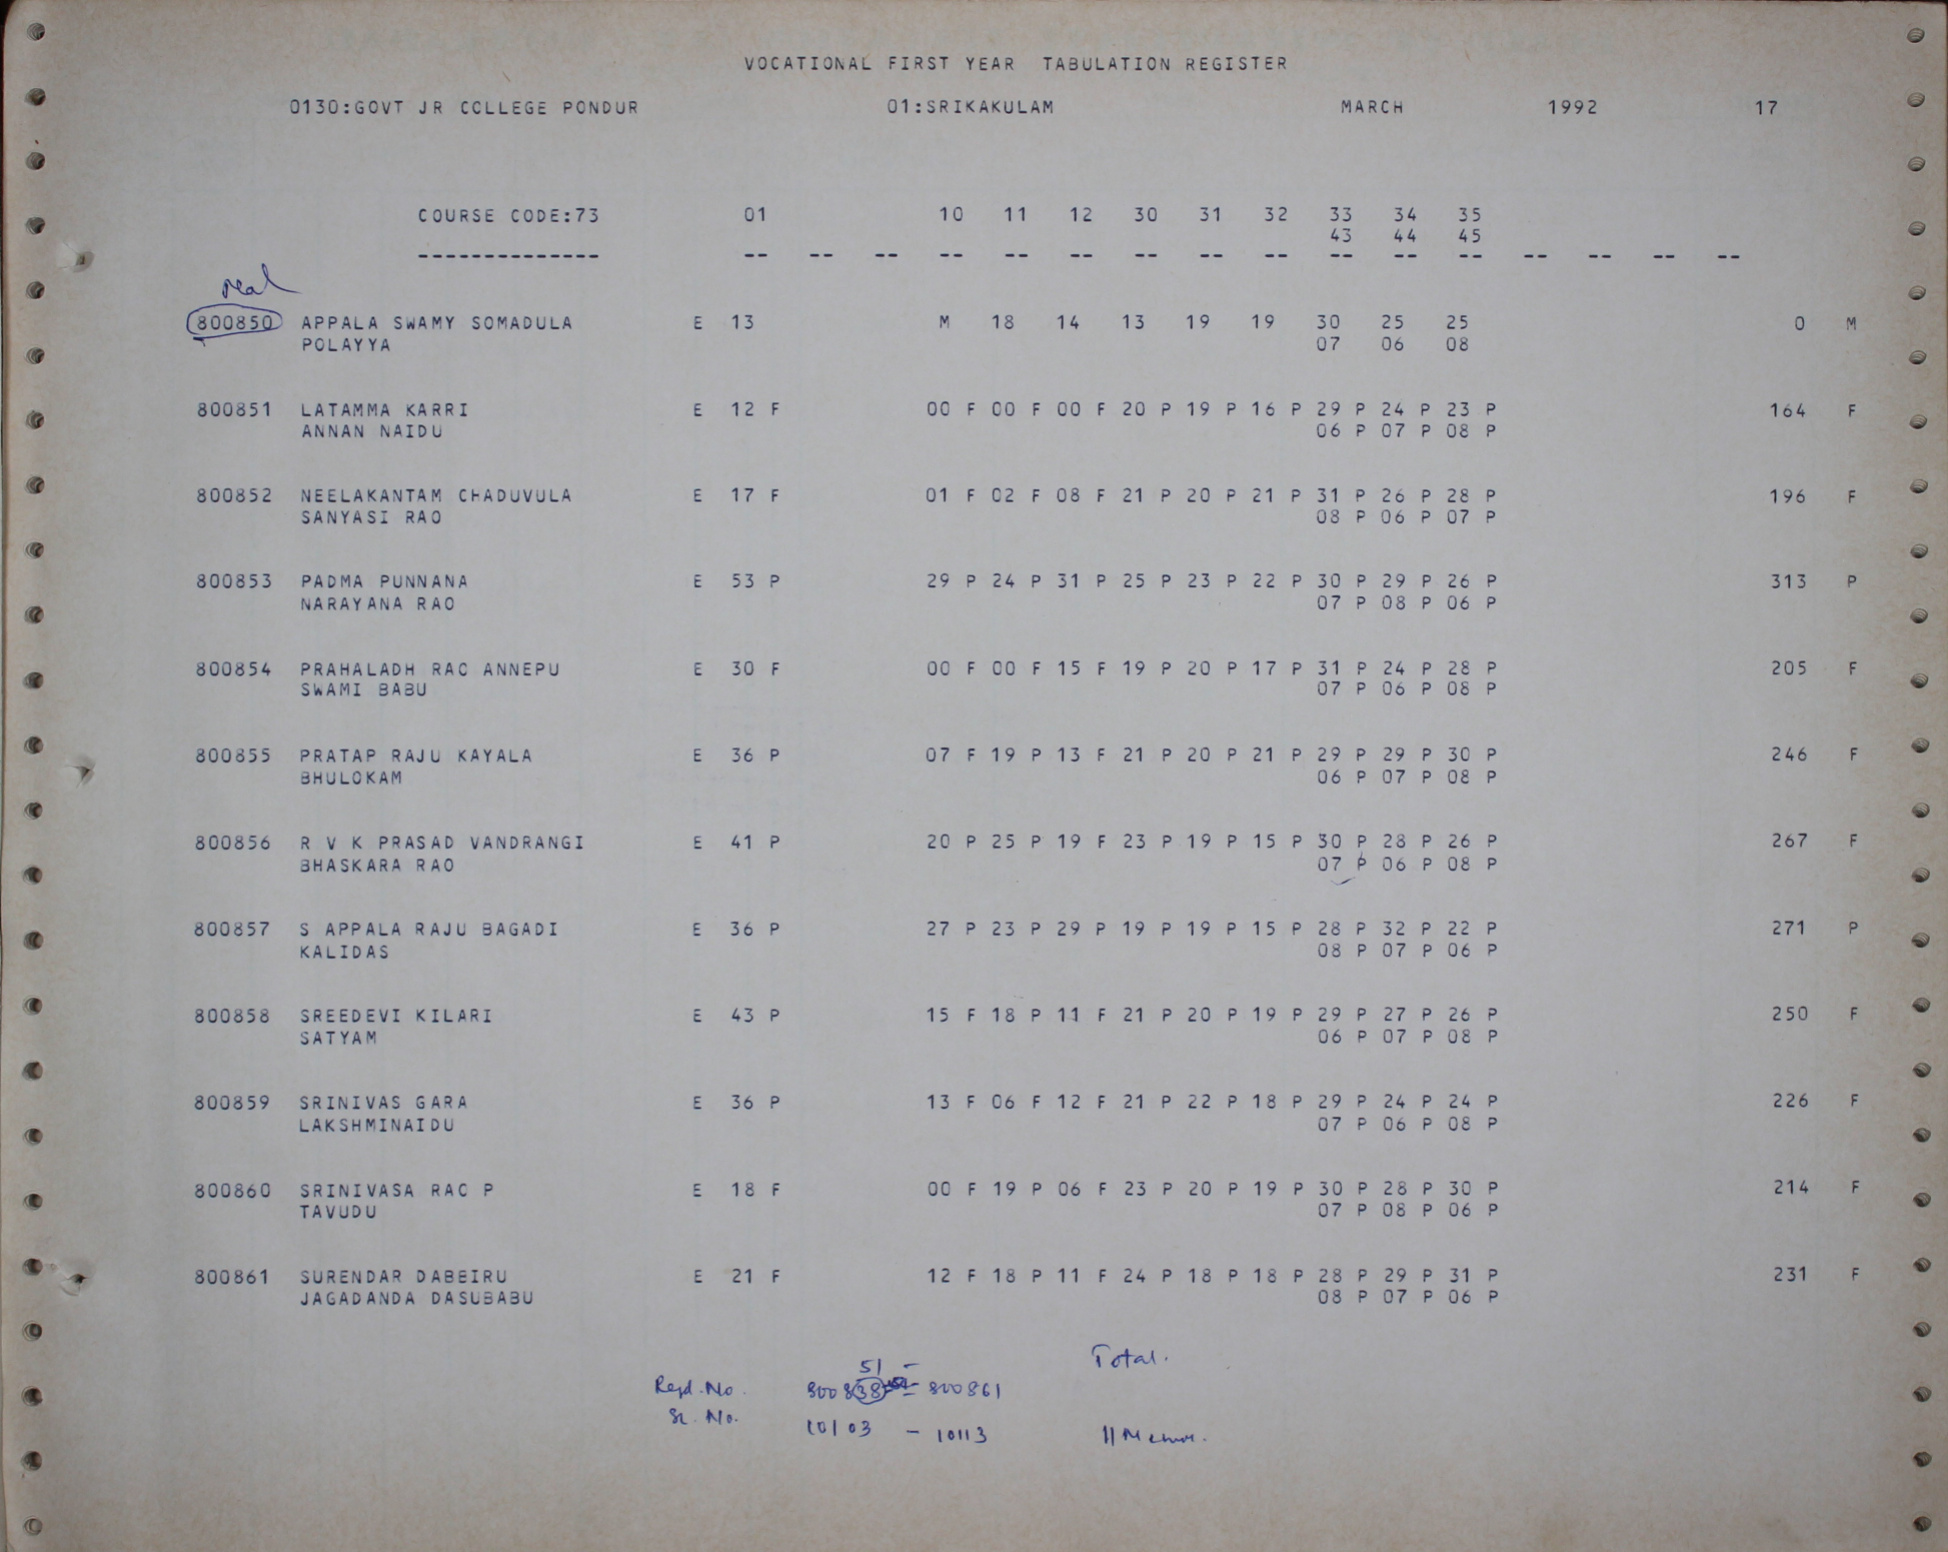 VOCATIONAL FIRST YEAR TABULATION REGISTER
0130:GOVT JR COLLEGE PONDUR 01:SRIKAKULAM MARCH 1992 17
COURSE CODE:73 01 10 11 12 30 31 32 33 34 35
43 44 45
-------------- -- -- -- -- -- -- -- -- -- -- -- -- -- -- -- --
800850 APPALA SWAMY SOMADULA E 13 M 18 14 13 19 19 30 25 25 0 M
POLAYYA 07 06 08
800851 LATAMMA KARRI E 12 F 00 F 00 F 00 F 20 P 19 P 16 P 29 P 24 P 23 P 164 F
ANNAN NAIDU 06 P 07 P 08 P
800852 NEELAKANTAM CHADUVULA E 17 F 01 F 02 F 08 F 21 P 20 P 21 P 31 P 26 P 28 P 196 F
SANYASI RAO 08 P 06 P 07 P
800853 PADMA PUNNANA E 53 P 29 P 24 P 31 P 25 P 23 P 22 P 30 P 29 P 26 P 313 P
NARAYANA RAO 07 P 08 P 06 P
800854 PRAHALADH RAO ANNEPU E 30 F 00 F 00 F 15 F 19 P 20 P 17 P 31 P 24 P 28 P 205 F
SWAMI BABU 07 P 06 P 08 P
800855 PRATAP RAJU KAYALA E 36 P 07 F 19 P 13 F 21 P 20 P 21 P 29 P 29 P 30 P 246 F
BHULOKAM 06 P 07 P 08 P
800856 R V K PRASAD VANDRANGI E 41 P 20 P 25 P 19 F 23 P 19 P 15 P 30 P 28 P 26 P 267 F
BHASKARA RAO 07 P 06 P 08 P
800857 S APPALA RAJU BAGADI E 36 P 27 P 23 P 29 P 19 P 19 P 15 P 28 P 32 P 22 P 271 P
KALIDAS 08 P 07 P 06 P
800858 SREEDEVI KILARI E 43 P 15 F 18 P 11 F 21 P 20 P 19 P 29 P 27 P 26 P 250 F
SATYAM 06 P 07 P 08 P
800859 SRINIVAS GARA E 36 P 13 F 06 F 12 F 21 P 22 P 18 P 29 P 24 P 24 P 226 F
LAKSHMINAIDU 07 P 06 P 08 P
800860 SRINIVASA RAO P E 18 F 00 F 19 P 06 F 23 P 20 P 19 P 30 P 28 P 30 P 214 F
TAVUDU 07 P 08 P 06 P
800861 SURENDAR DABEIRU E 21 F 12 F 18 P 11 F 24 P 18 P 18 P 28 P 29 P 31 P 231 F
JAGADANDA DASUBABU 08 P 07 P 06 P
51 - Total.
Regd. No. 800838 - 800861
Sl. No. 10103 - 10113 11 Memos.